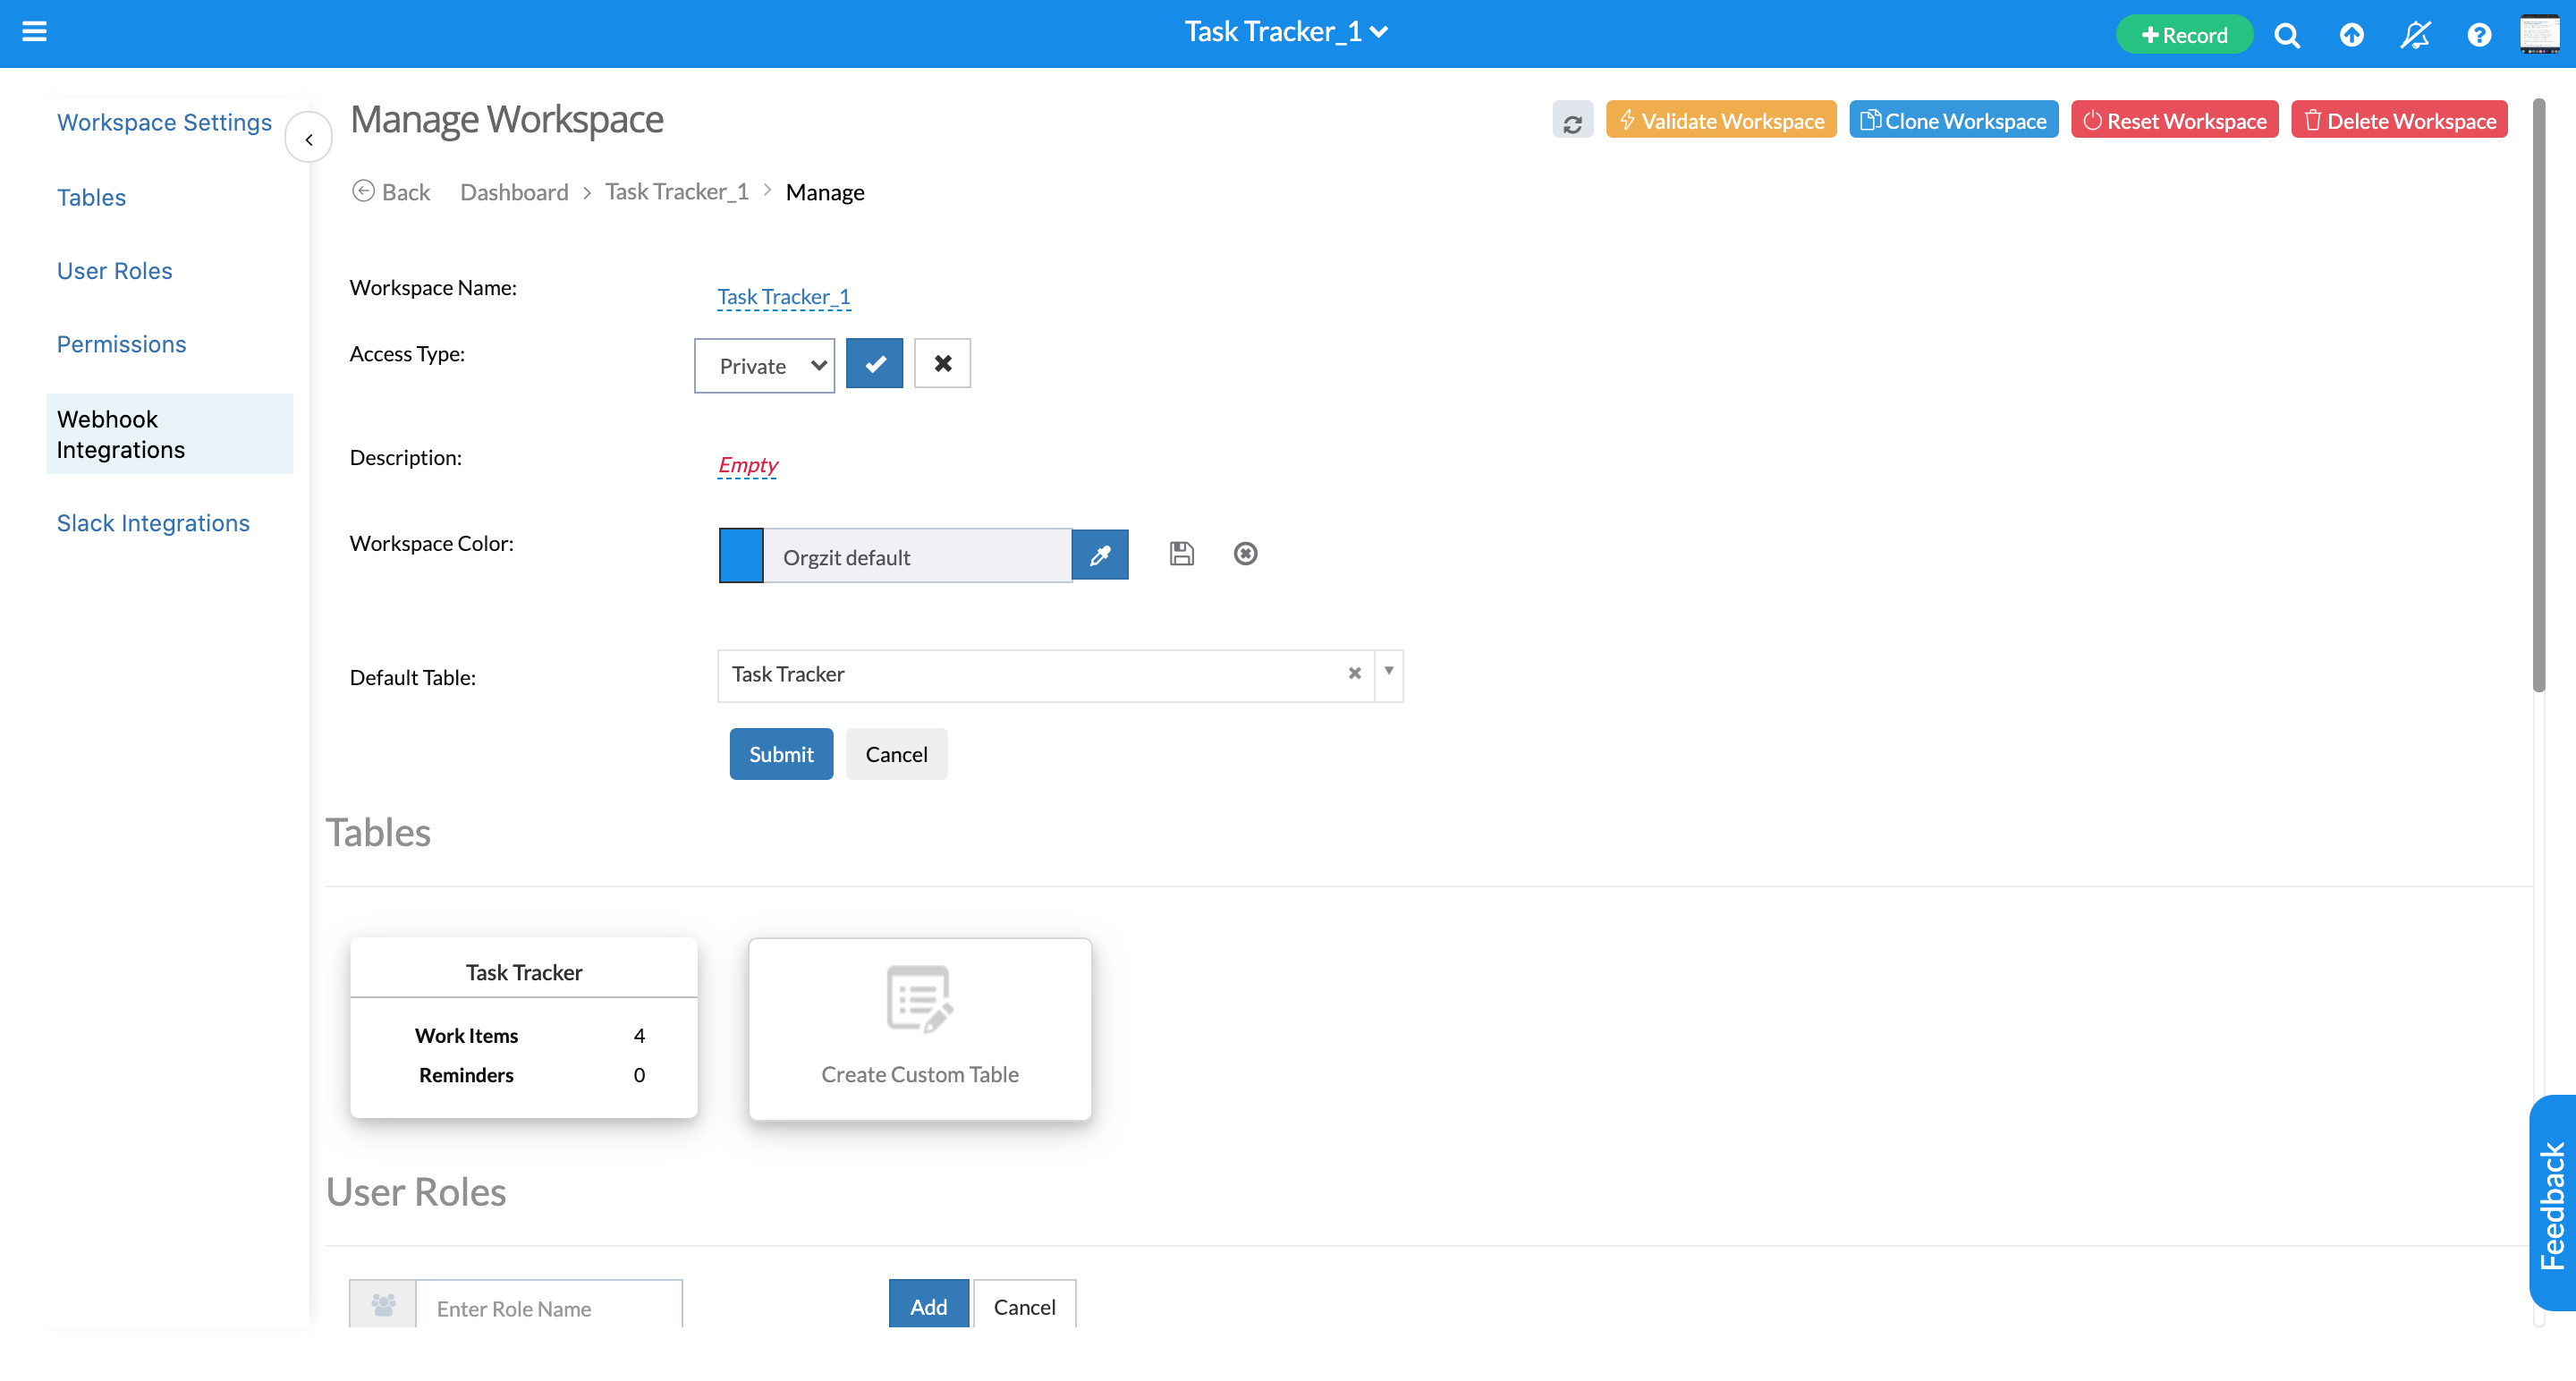 Task Tracker_1
Record
Workspace Settings
Tables
User Roles
Permissions
Webhook
Integrations
Slack Integrations
Manage Workspace
Validate Workspace
Clone Workspace
Reset Workspace
Delete Workspace
Back Dashboard > Task Tracker_1 > Manage
Workspace Name:
Task Tracker_1
Access Type:
Private
Description:
Empty
Workspace Color:
Orgzit default
Default Table:
Task Tracker
Submit
Cancel
Tables
Task Tracker
Work Items 4
Reminders 0
Create Custom Table
User Roles
Enter Role Name
Add
Cancel
Feedback